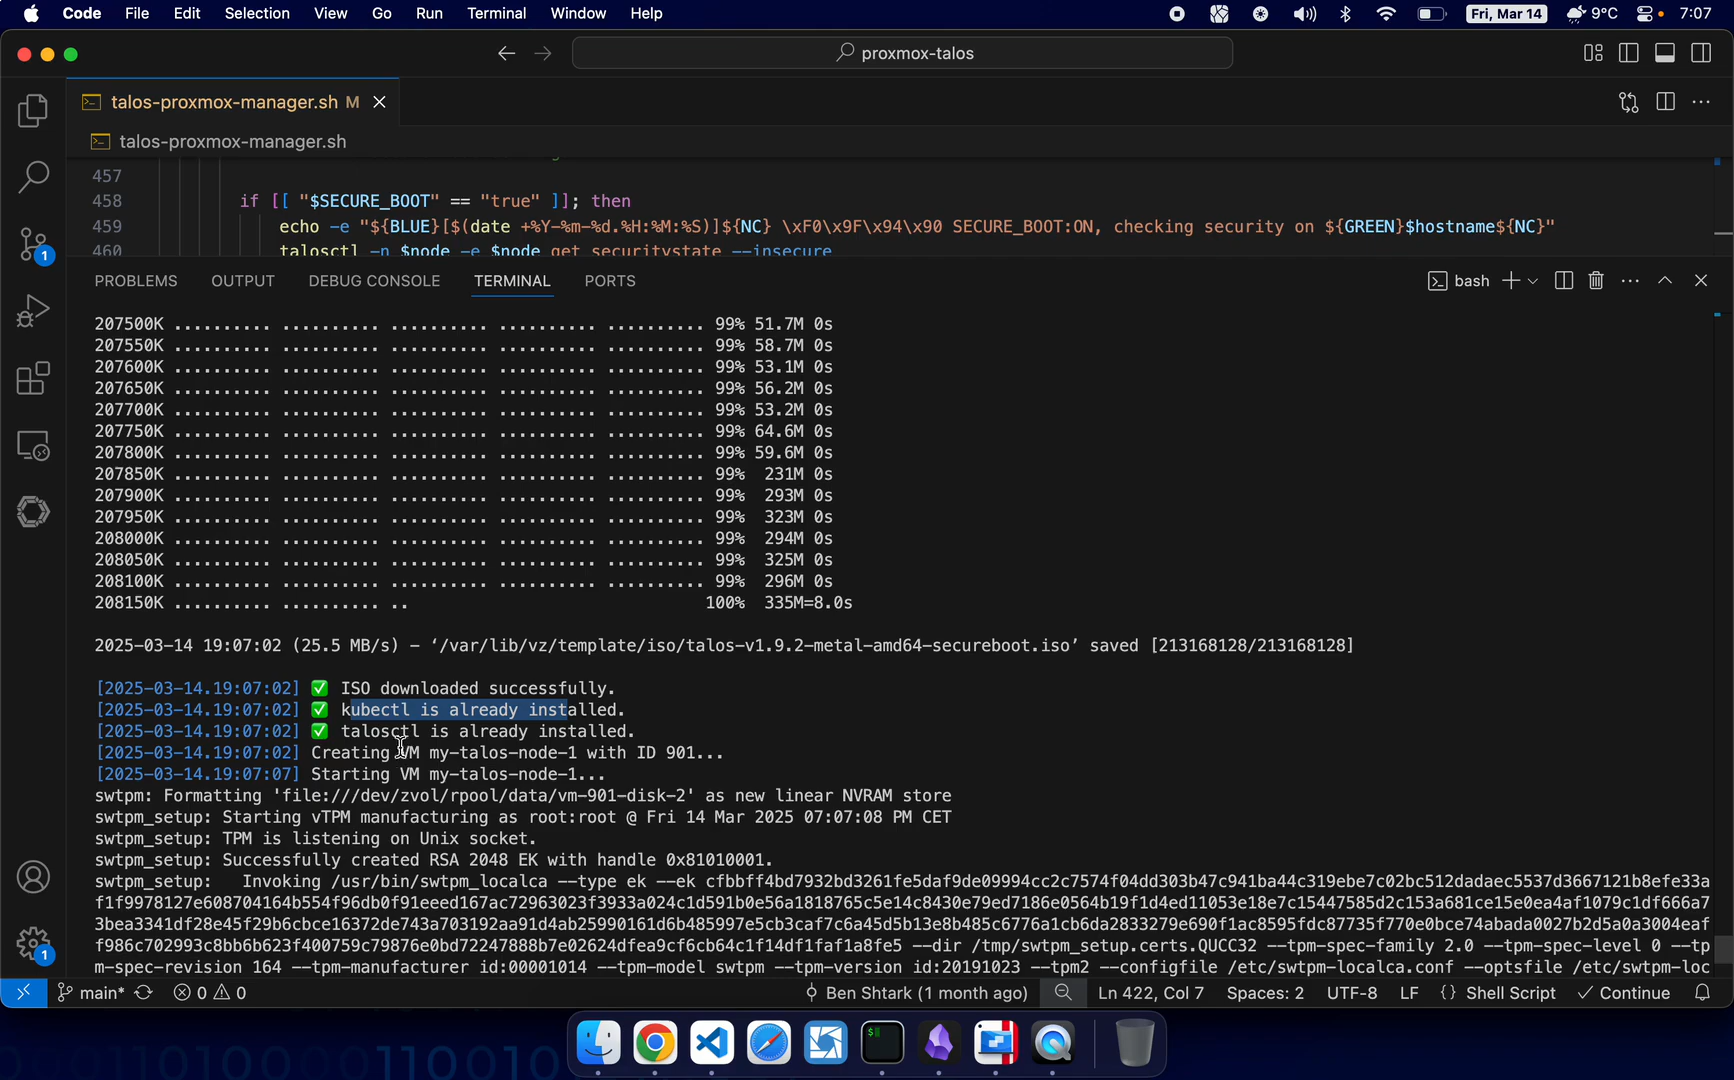 Code File Edit Selection View Go Run Terminal Window Help Fri, Mar 14 9°C 7:07
proxmox-talos
talos-proxmox-manager.sh M
talos-proxmox-manager.sh
457
458 if [[ "$SECURE_BOOT" == "true" ]]; then
459 echo -e "${BLUE}[$(date +%Y-%m-%d.%H:%M:%S)]${NC} \xF0\x9F\x94\x90 SECURE_BOOT:ON, checking security on ${GREEN}$hostname${NC}"
460 talosctl -n $node -e $node get securitystate --insecure
PROBLEMS OUTPUT DEBUG CONSOLE TERMINAL PORTS bash
207500K .......... .......... .......... .......... .......... 99% 51.7M 0s
207550K .......... .......... .......... .......... .......... 99% 58.7M 0s
207600K .......... .......... .......... .......... .......... 99% 53.1M 0s
207650K .......... .......... .......... .......... .......... 99% 56.2M 0s
207700K .......... .......... .......... .......... .......... 99% 53.2M 0s
207750K .......... .......... .......... .......... .......... 99% 64.6M 0s
207800K .......... .......... .......... .......... .......... 99% 59.6M 0s
207850K .......... .......... .......... .......... .......... 99% 231M 0s
207900K .......... .......... .......... .......... .......... 99% 293M 0s
207950K .......... .......... .......... .......... .......... 99% 323M 0s
208000K .......... .......... .......... .......... .......... 99% 294M 0s
208050K .......... .......... .......... .......... .......... 99% 325M 0s
208100K .......... .......... .......... .......... .......... 99% 296M 0s
208150K .......... .......... .. 100% 335M=8.0s
2025-03-14 19:07:02 (25.5 MB/s) - ‘/var/lib/vz/template/iso/talos-v1.9.2-metal-amd64-secureboot.iso’ saved [213168128/213168128]
[2025-03-14.19:07:02] ✅ ISO downloaded successfully.
[2025-03-14.19:07:02] ✅ kubectl is already installed.
[2025-03-14.19:07:02] ✅ talosctl is already installed.
[2025-03-14.19:07:02] Creating VM my-talos-node-1 with ID 901...
[2025-03-14.19:07:07] Starting VM my-talos-node-1...
swtpm: Formatting 'file:///dev/zvol/rpool/data/vm-901-disk-2' as new linear NVRAM store
swtpm_setup: Starting vTPM manufacturing as root:root @ Fri 14 Mar 2025 07:07:08 PM CET
swtpm_setup: TPM is listening on Unix socket.
swtpm_setup: Successfully created RSA 2048 EK with handle 0x81010001.
swtpm_setup: Invoking /usr/bin/swtpm_localca --type ek --ek cfbbff4bd7932bd3261fe5daf9de09994cc2c7574f04dd303b47c941ba44c319ebe7c02bc512dadaec5537d3667121b8efe33a
f1f9978127e608704164b554f96db0f91eeed167ac72963023f3933a024c1d591b0e56a1818765c5e14c8430e79ed7186e0564b19f1d4ed11053e18e7c15447585d2c153a681ce15e0ea4af1079c1df666a7
3bea3341df28e45f29b6cbce16372de743a703192aa91d4ab25990161d6b485997e5cb3caf7c6a45d5b13e8b485c6776a1cb6da2833279e690f1ac8595fdc87735f770e0bce74abada0027b2d5a0a3004eaf
f986c702993c8bb6b623f400759c79876e0bd72247888b7e02624dfea9cf6cb64c1f14df1faf1a8fe5 --dir /tmp/swtpm_setup.certs.QUCC32 --tpm-spec-family 2.0 --tpm-spec-level 0 --tp
m-spec-revision 164 --tpm-manufacturer id:00001014 --tpm-model swtpm --tpm-version id:20191023 --tpm2 --configfile /etc/swtpm-localca.conf --optsfile /etc/swtpm-loc
main* 0 0 Ben Shtark (1 month ago) Ln 422, Col 7 Spaces: 2 UTF-8 LF {} Shell Script Continue